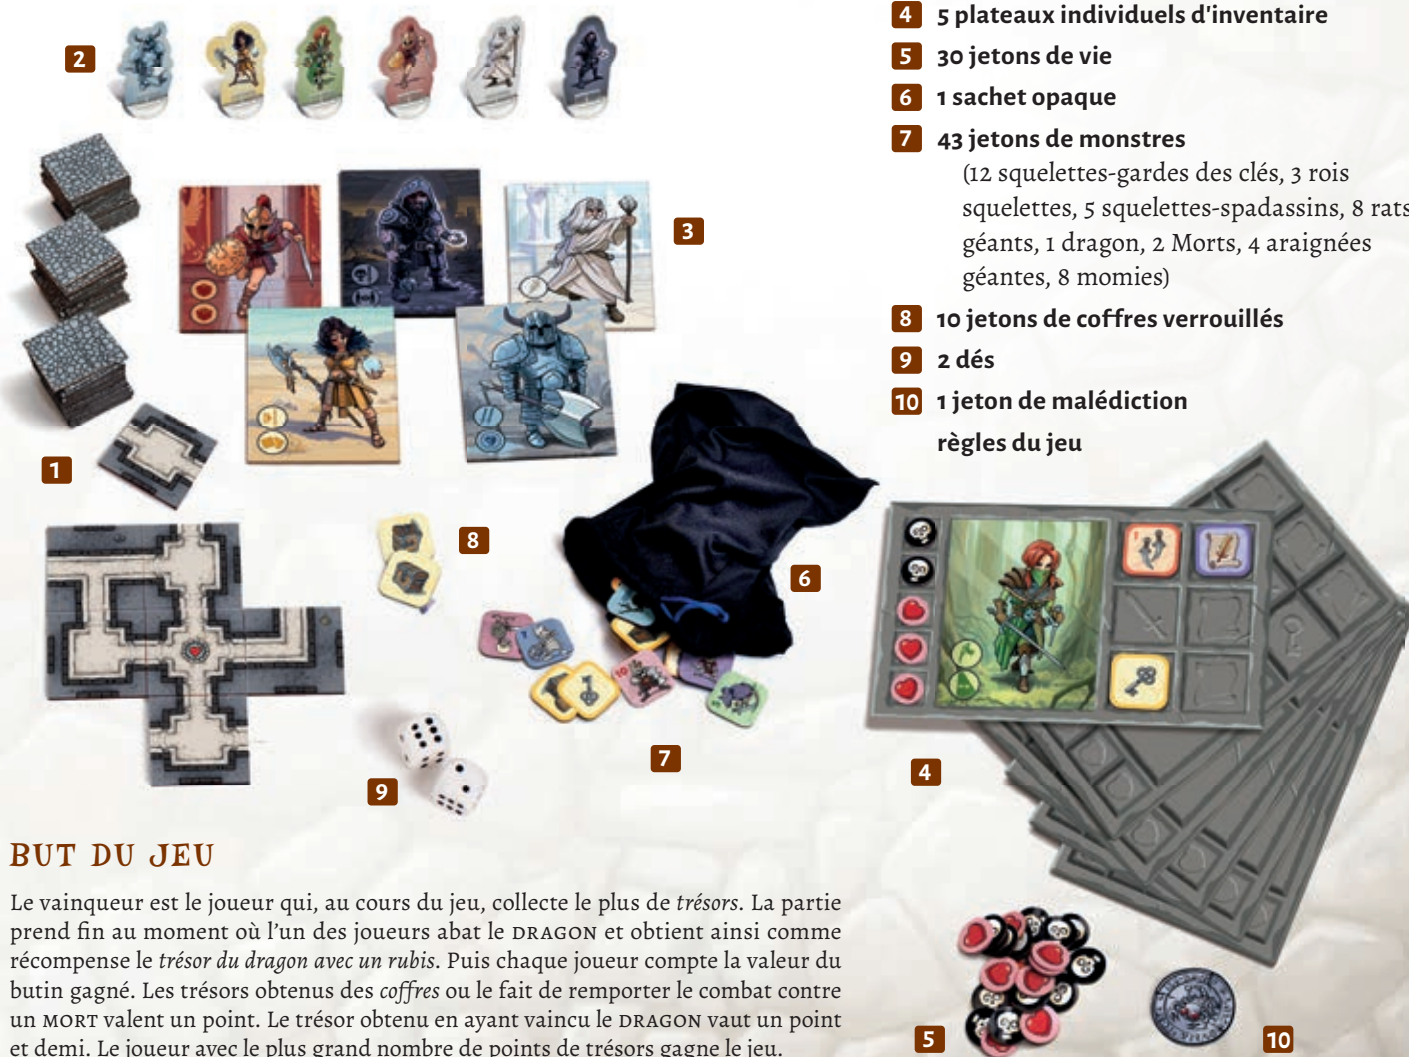 4 5 plateaux individuels d'inventaire
5 30 jetons de vie
6 1 sachet opaque
7 43 jetons de monstres
(12 squelettes-gardes des clés, 3 rois
squelettes, 5 squelettes-spadassins, 8 rats
géants, 1 dragon, 2 Morts, 4 araignées
géantes, 8 momies)
8 10 jetons de coffres verrouillés
9 2 dés
10 1 jeton de malédiction
règles du jeu
2
3
1
8
6
7
9
4
5
10
BUT DU JEU
Le vainqueur est le joueur qui, au cours du jeu, collecte le plus de trésors. La partie
prend fin au moment où l’un des joueurs abat le DRAGON et obtient ainsi comme
récompense le trésor du dragon avec un rubis. Puis chaque joueur compte la valeur du
butin gagné. Les trésors obtenus des coffres ou le fait de remporter le combat contre
un MORT valent un point. Le trésor obtenu en ayant vaincu le DRAGON vaut un point
et demi. Le joueur avec le plus grand nombre de points de trésors gagne le jeu.